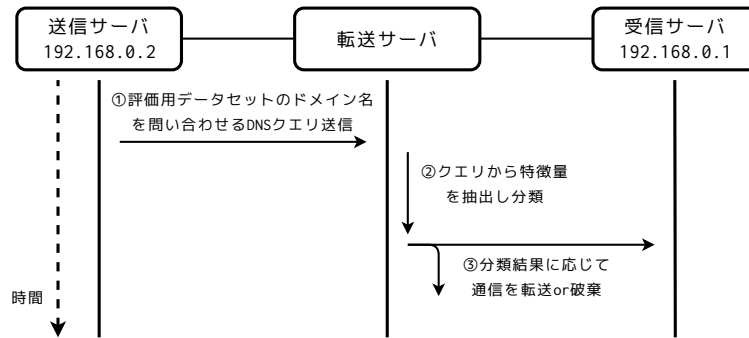 送信サーバ
192.168.0.2
転送サーバ
受信サーバ
192.168.0.1
①評価用データセットのドメイン名
を問い合わせるDNSクエリ送信
②クエリから特徴量
を抽出し分類
③分類結果に応じて
通信を転送or破棄
時間